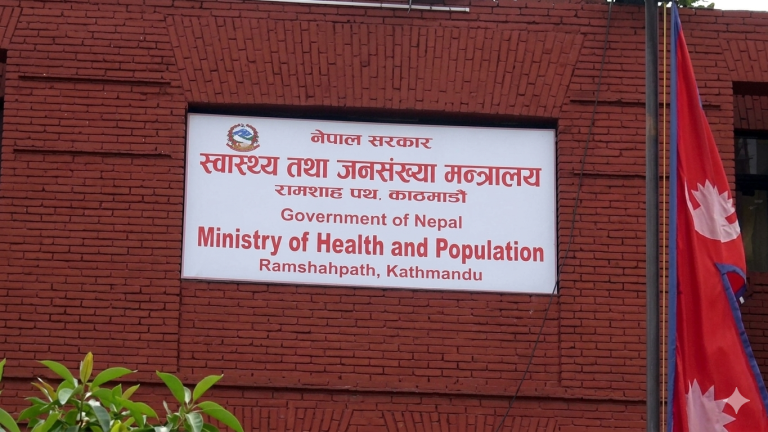 नेपाल सरकार
स्वास्थ्य तथा जनसंख्या मन्त्रालय
रामशाह पथ. काठमाडौं
Government of Nepal
Ministry of Health and Population
Ramshahpath, Kathmandu